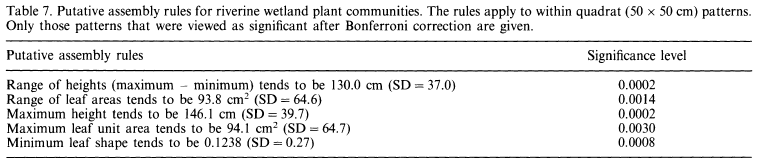 Table 7. Putative assembly rules for riverine wetland plant communities. The rules apply to within quadrat (50 × 50 cm) patterns.
Only those patterns that were viewed as significant after Bonferroni correction are given.
Putative assembly rules Significance level
Range of heights (maximum − minimum) tends to be 130.0 cm (SD = 37.0) 0.0002
Range of leaf areas tends to be 93.8 cm² (SD = 64.6) 0.0014
Maximum height tends to be 146.1 cm (SD = 39.7) 0.0002
Maximum leaf unit area tends to be 94.1 cm² (SD = 64.7) 0.0030
Minimum leaf shape tends to be 0.1238 (SD = 0.27) 0.0008